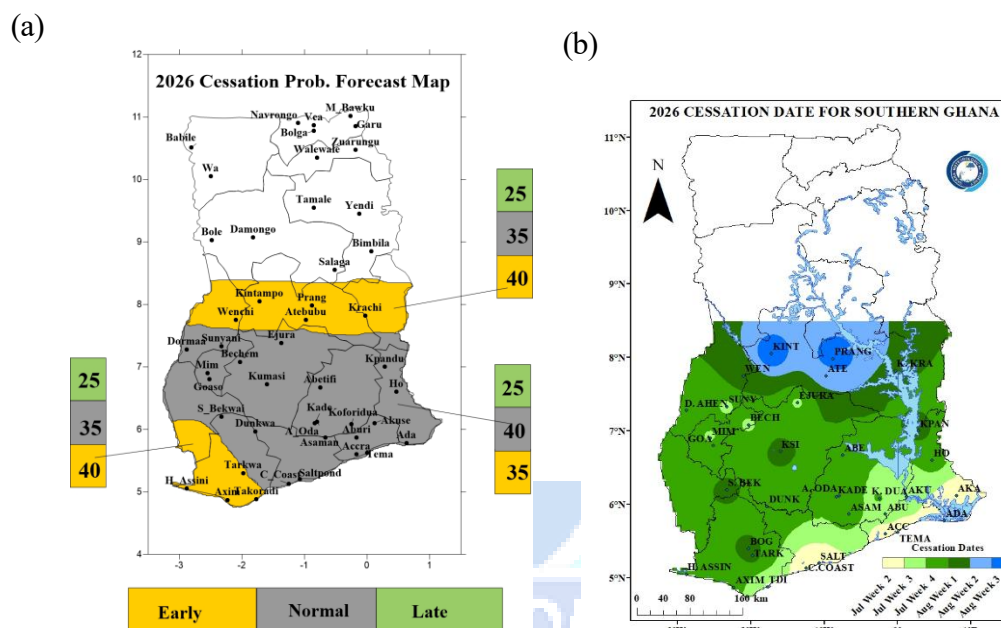 (a)
12
2026 Cessation Prob. Forecast Map
M_Bawku
Navrongo
Vea
11
Bolga
Garu
Babile
Zuarungu
Walewale
Wa
10
Tamale
Yendi
9
Bole
Damongo
Bimbila
Salaga
25
35
40
8
Kintampo
Prang
Krachi
Wenchi
Atebubu
7
Dormaa
Sunyani
Ejura
Bechem
Kpandu
Mim
Goaso
Kumasi
Abetifi
Ho
25
35
40
25
40
35
S_Bekwai
Kade
Koforidua
Akuse
6
Dunkwa
A_Oda
Aburi
Ada
Asaman
Accra
Tema
Tarkwa
H_Assini
C_Coast
Saltpond
5
Axim
Takoradi
4
-3 -2 -1 0 1
Early Normal Late
(b)
2026 CESSATION DATE FOR SOUTHERN GHANA
11°N
N
10°N
9°N
8°N
KINT
PRANG
WEN
ATE
K. KRA
D. AHEN
SUNY
EJURA
7°N
BECH
KPAN
MIM
GOA
KSI
ABE
HO
S. BEK
A. ODA
KADE
K. DUA
AKU
AKA
6°N
DUNK
ASAM
ABU
ADA
ACC
TEMA
BOG
TARK
SALT
C.COAST
H.ASSIN
5°N
AXIM
TDI
Cessation Dates
Jul Week 2
Jul Week 3
Jul Week 4
Aug Week 1
Aug Week 2
Aug Week 3
0 100 km